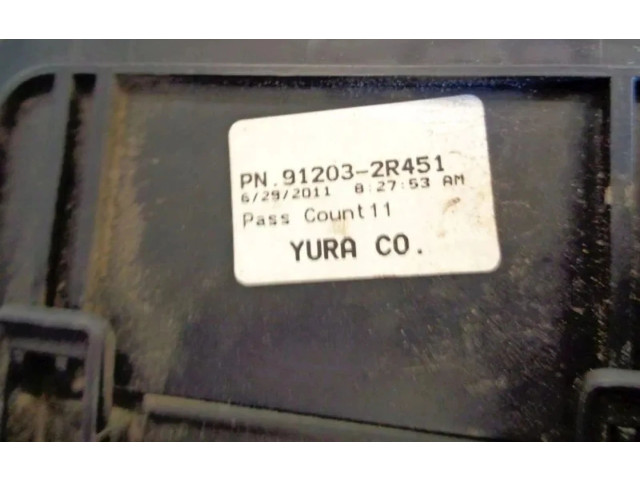 PN.91203-2R451
6/29/2011 8:27:53 AM
Pass Count11
YURA CO.